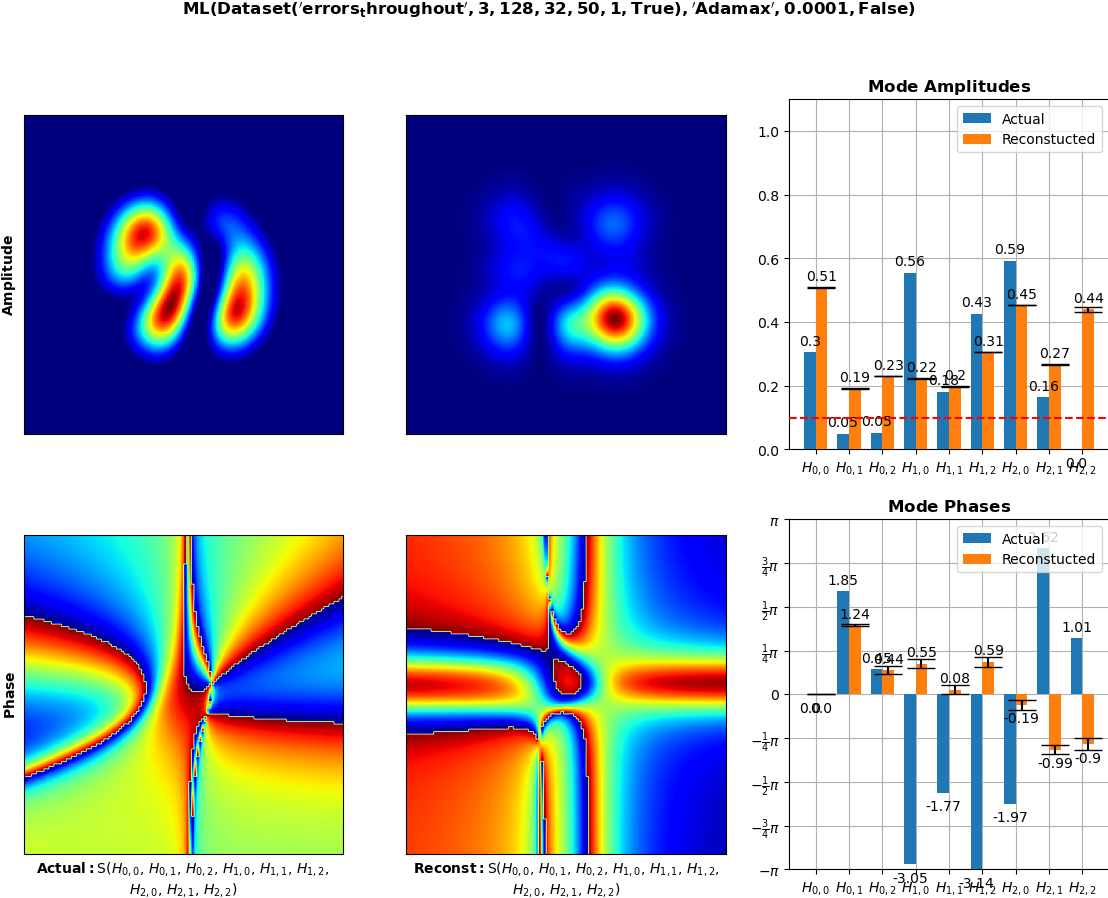 ML(Dataset('errors_throughout', 3, 128, 32, 50, 1, True), 'Adamax', 0.0001, False)
Amplitude
Mode Amplitudes
Actual
Reconstucted
1.0
0.8
0.6
0.4
0.2
0.0
0.3
0.51
0.05
0.19
0.05
0.23
0.56
0.22
0.18
0.2
0.43
0.31
0.59
0.45
0.16
0.27
0.0
0.44
H0,0 H0,1 H0,2 H1,0 H1,1 H1,2 H2,0 H2,1 H2,2
Phase
Mode Phases
Actual
Reconstucted
π
3/4π
1/2π
1/4π
0
−1/4π
−1/2π
−3/4π
−π
0.0
0.0
1.85
1.24
0.45
0.44
-3.05
0.55
-1.77
0.08
-3.14
0.59
-1.97
-0.19
-0.99
1.01
-0.9
H0,0 H0,1 H0,2 H1,0 H1,1 H1,2 H2,0 H2,1 H2,2
Actual: S(H0,0, H0,1, H0,2, H1,0, H1,1, H1,2,
H2,0, H2,1, H2,2)
Reconst: S(H0,0, H0,1, H0,2, H1,0, H1,1, H1,2,
H2,0, H2,1, H2,2)